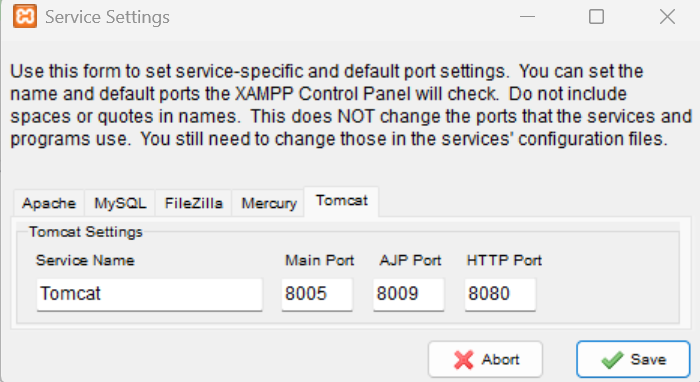 Service Settings
Use this form to set service-specific and default port settings.  You can set the
name and default ports the XAMPP Control Panel will check.  Do not include
spaces or quotes in names.  This does NOT change the ports that the services and
programs use.  You still need to change those in the services' configuration files.
Apache MySQL FileZilla Mercury Tomcat
Tomcat Settings
Service Name Main Port AJP Port HTTP Port
Tomcat 8005 8009 8080
Abort Save